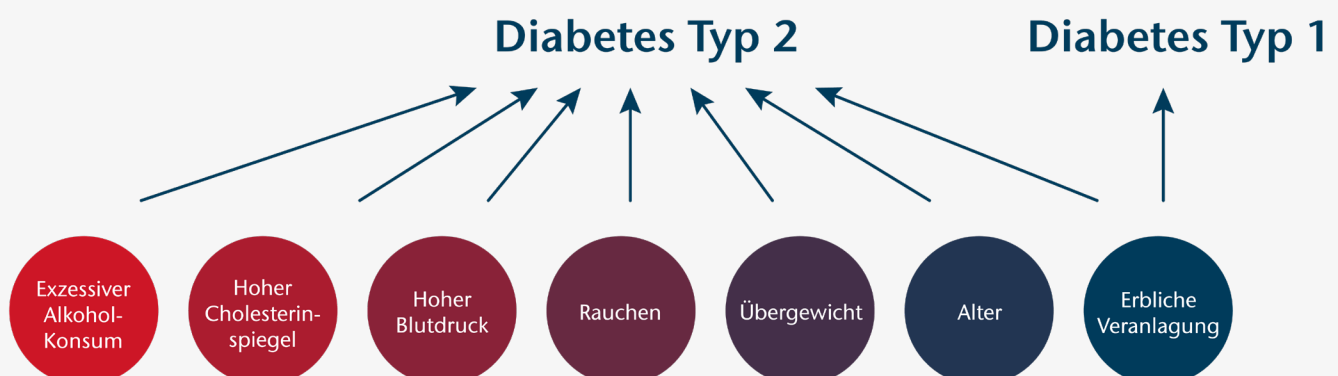 Diabetes Typ 2
Diabetes Typ 1
Exzessiver
Alkohol-
Konsum
Hoher
Cholesterin-
spiegel
Hoher
Blutdruck
Rauchen
Übergewicht
Alter
Erbliche
Veranlagung